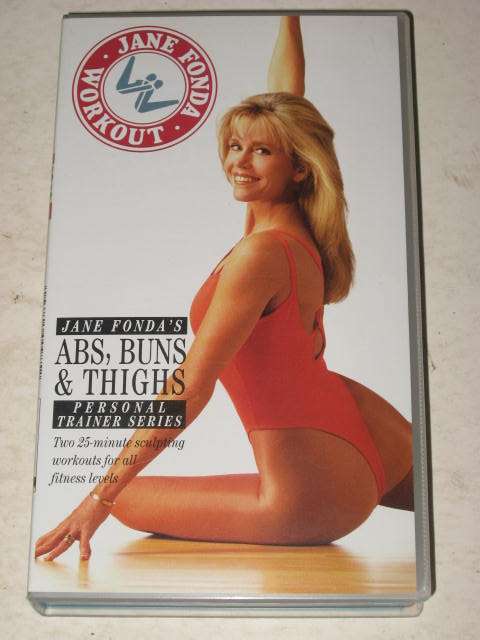 JANE FONDA
WORKOUT
JANE FONDA'S
ABS, BUNS
& THIGHS
PERSONAL
TRAINER SERIES
Two 25-minute sculpting
workouts for all
fitness levels